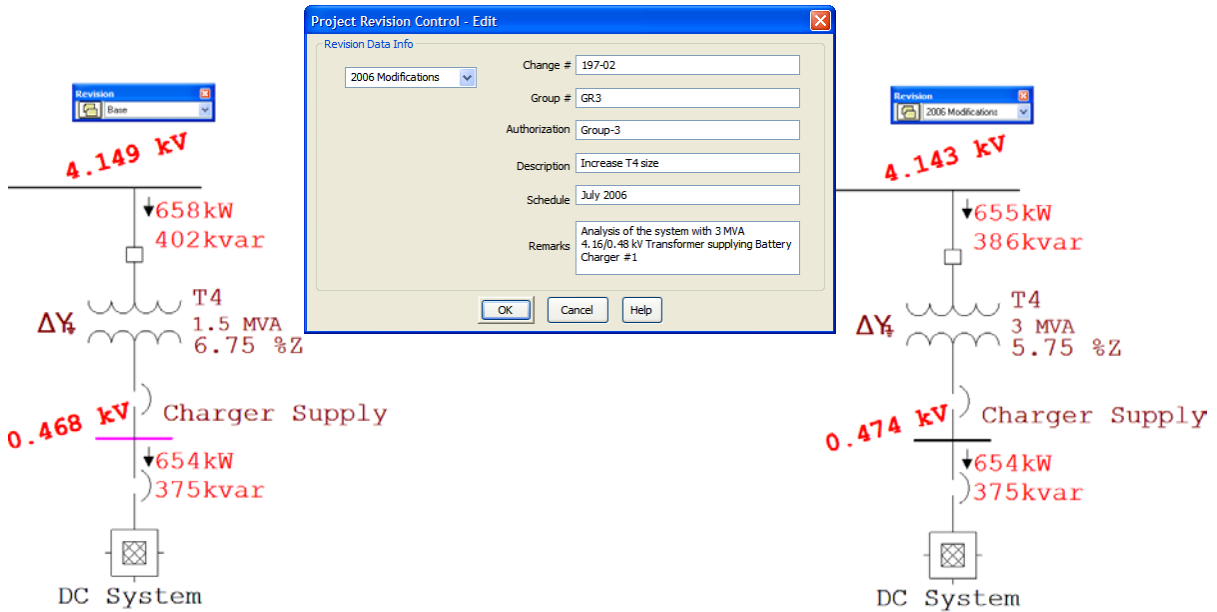 Project Revision Control - Edit
Revision Data Info
2006 Modifications
Change #
197-02
Group #
GR3
Authorization
Group-3
Description
Increase T4 size
Schedule
July 2006
Remarks
Analysis of the system with 3 MVA
4.16/0.48 kV Transformer supplying Battery
Charger #1
OK
Cancel
Help
Revision
Base
4.149 kV
658kW
402kvar
ΔY
T4
1.5 MVA
6.75 %Z
0.468 kV
Charger Supply
654kW
375kvar
DC System
Revision
2006 Modifications
4.143 kV
655kW
386kvar
ΔY
T4
3 MVA
5.75 %Z
0.474 kV
Charger Supply
654kW
375kvar
DC System